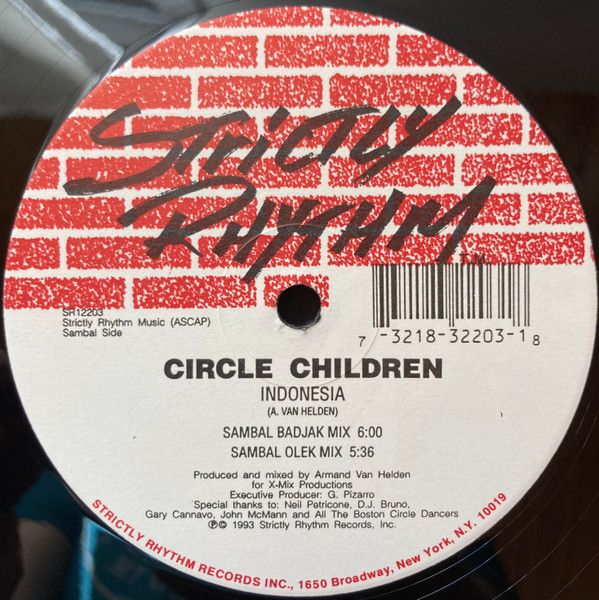 STRICTLY
RHYTHM
T.M.
SR12203
Strictly Rhythm Music (ASCAP)
Sambal Side
7 -3218-32203-1 8
CIRCLE CHILDREN
INDONESIA
(A. VAN HELDEN)
SAMBAL BADJAK MIX 6:00
SAMBAL OLEK MIX 5:36
Produced and mixed by Armand Van Helden
for X-Mix Productions
Executive Producer: G. Pizarro
Special thanks to: Neil Petricone, D.J. Bruno,
Gary Cannavo, John McMann and All The Boston Circle Dancers
℗© 1993 Strictly Rhythm Records, Inc.
STRICTLY RHYTHM RECORDS INC., 1650 Broadway, New York, N.Y. 10019